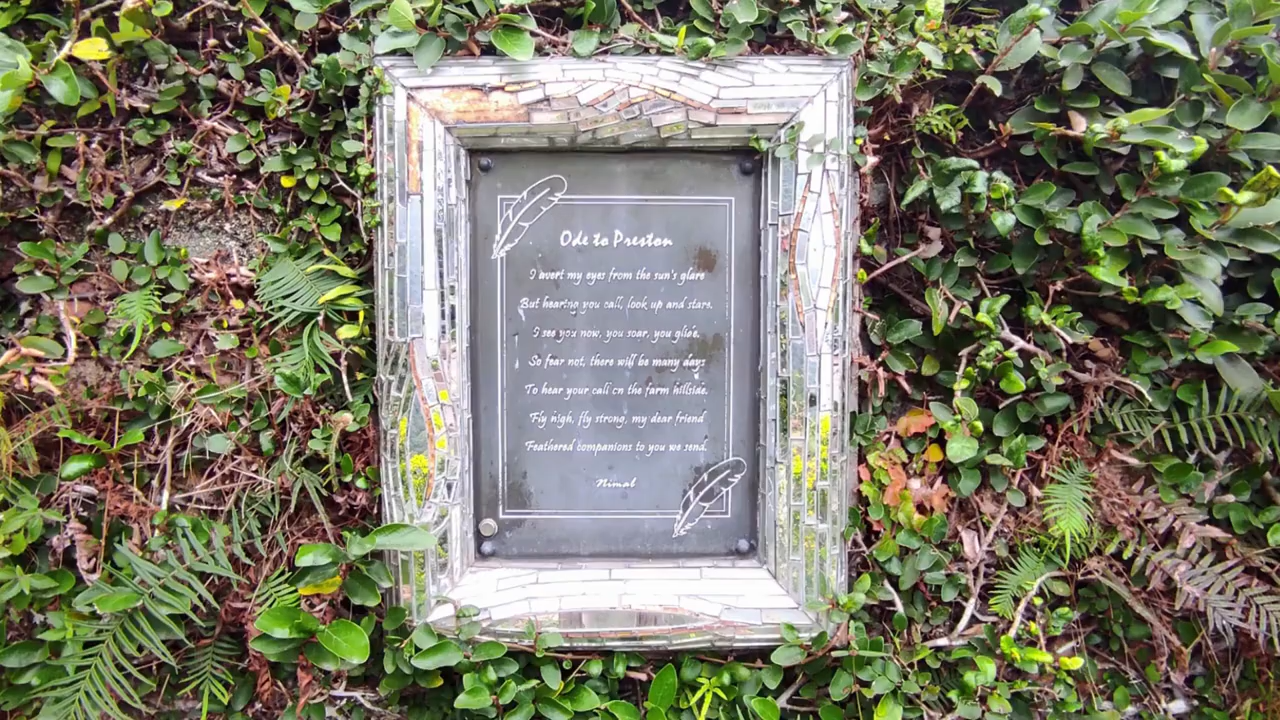 Ode to Preston
I avert my eyes from the sun's glare
But hearing you call, look up and stare.
I see you now, you soar, you glide.
So fear not, there will be many days
To hear your call on the farm hillside.
Fly high, fly strong, my dear friend
Feathered companions to you we send.
Nimal